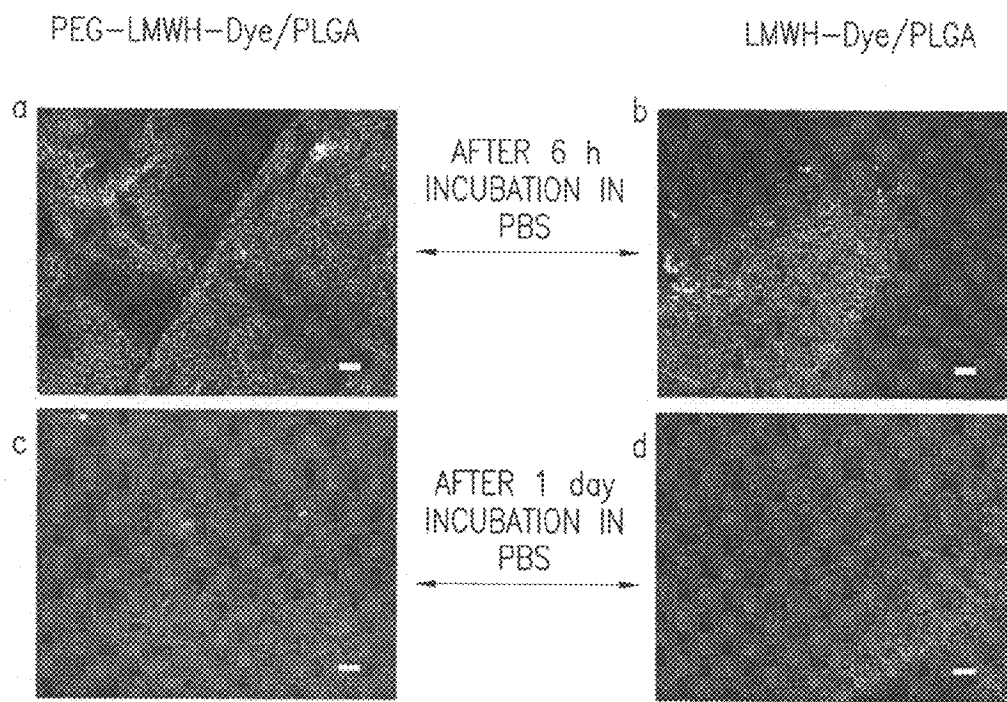 PEG-LMWH-Dye/PLGA
LMWH-Dye/PLGA
a
b
AFTER 6 h
INCUBATION IN
PBS
c
d
AFTER 1 day
INCUBATION IN
PBS